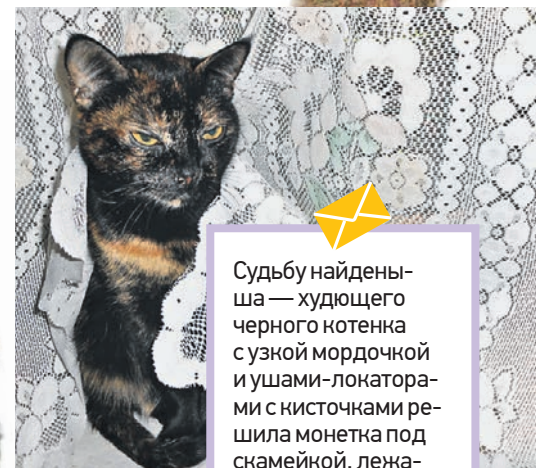 Судьбу найдены-
ша — худющего
черного котенка
с узкой мордочкой
и ушами-локатора-
ми с кисточками ре-
шила монетка под
скамейкой, лежа-